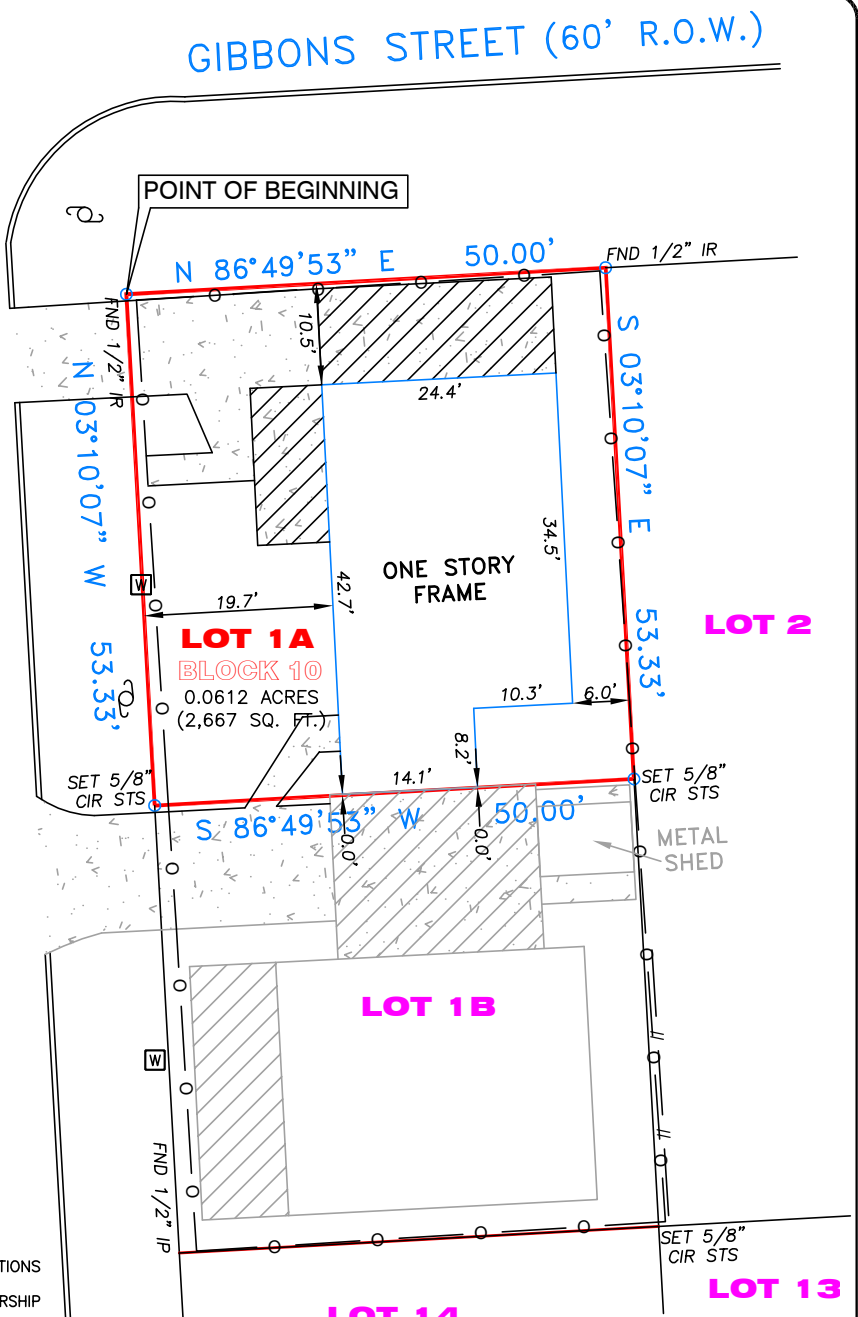 GIBBONS STREET (60' R.O.W.)
POINT OF BEGINNING
N 86°49'53" E 50.00'
FND 1/2" IR
FND 1/2" IR
10.5'
24.4'
S 03°10'07" E 53.33'
N 03°10'07" W 53.33'
34.5'
ONE STORY
FRAME
42.7'
W
19.7'
LOT 1A
BLOCK 10
0.0612 ACRES
(2,667 SQ. FT.)
LOT 2
10.3'
6.0'
8.2'
14.1'
SET 5/8"
CIR STS
SET 5/8"
CIR STS
S 86°49'53" W 50.00'
0.0'
0.0'
METAL
SHED
LOT 1B
W
FND 1/2" IP
SET 5/8"
CIR STS
TIONS
RSHIP
LOT 13
LOT 14